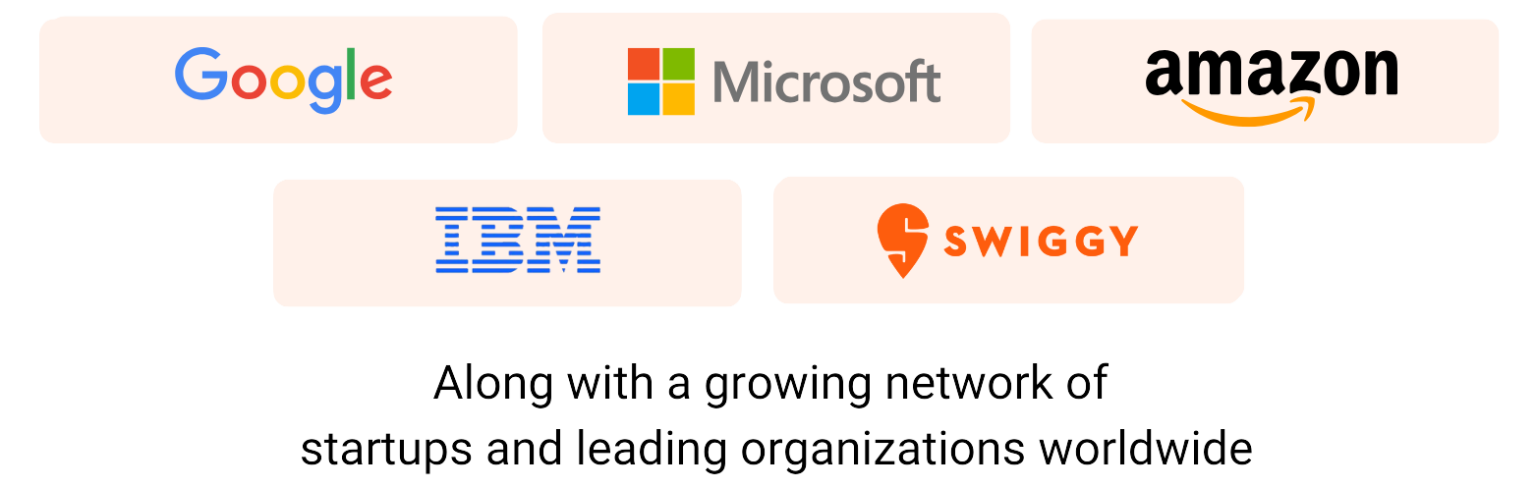 Google
Microsoft
amazon
IBM
SWIGGY
Along with a growing network of
startups and leading organizations worldwide